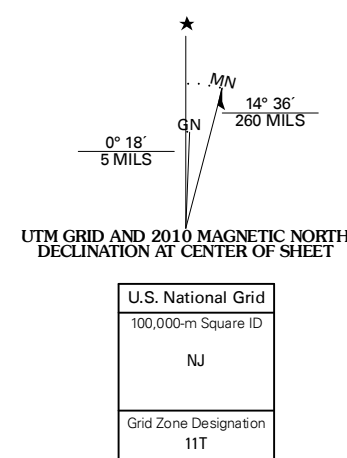 MN
GN
14° 36´
260 MILS
0° 18´
5 MILS
UTM GRID AND 2010 MAGNETIC NORTH
DECLINATION AT CENTER OF SHEET
U.S. National Grid
100,000-m Square ID
NJ
Grid Zone Designation
11T